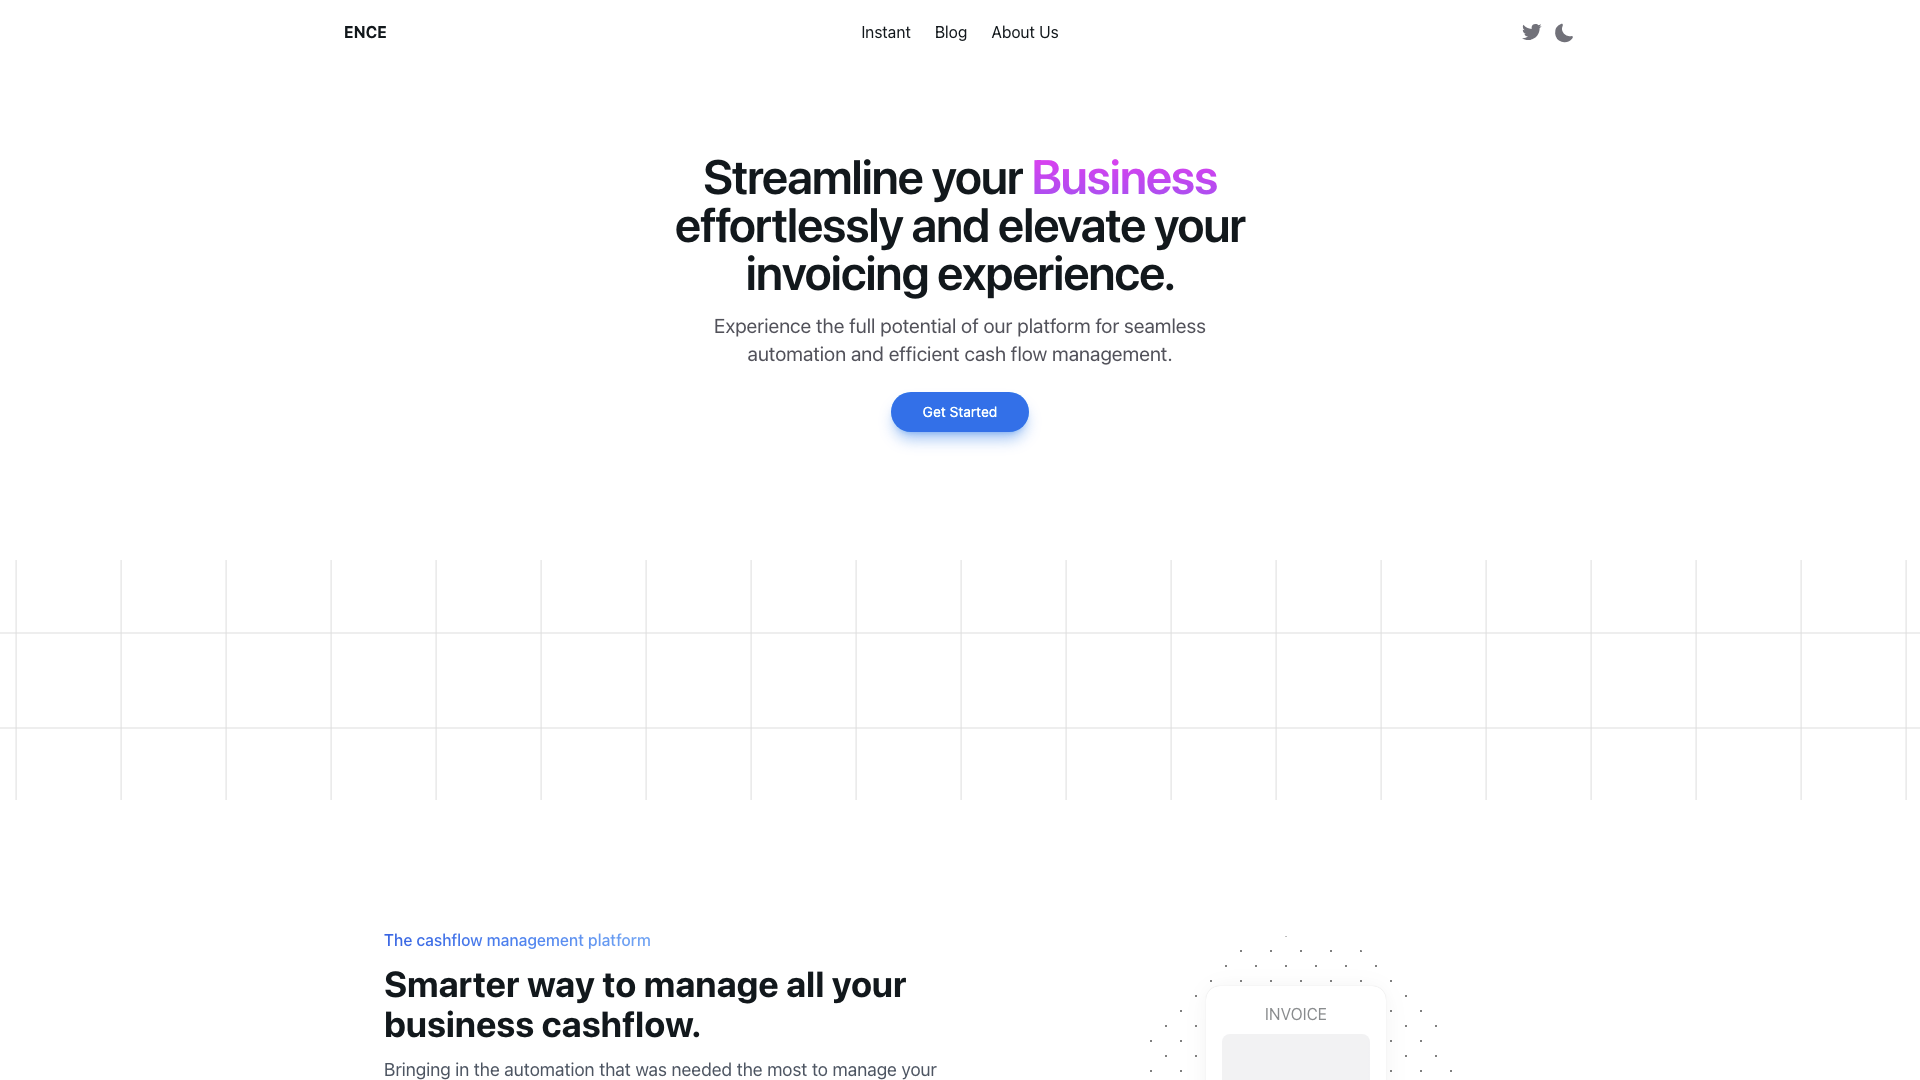 ENCE
Instant
Blog
About Us
Streamline your Business
effortlessly and elevate your
invoicing experience.
Experience the full potential of our platform for seamless
automation and efficient cash flow management.
Get Started
The cashflow management platform
Smarter way to manage all your
business cashflow.
Bringing in the automation that was needed the most to manage your
INVOICE